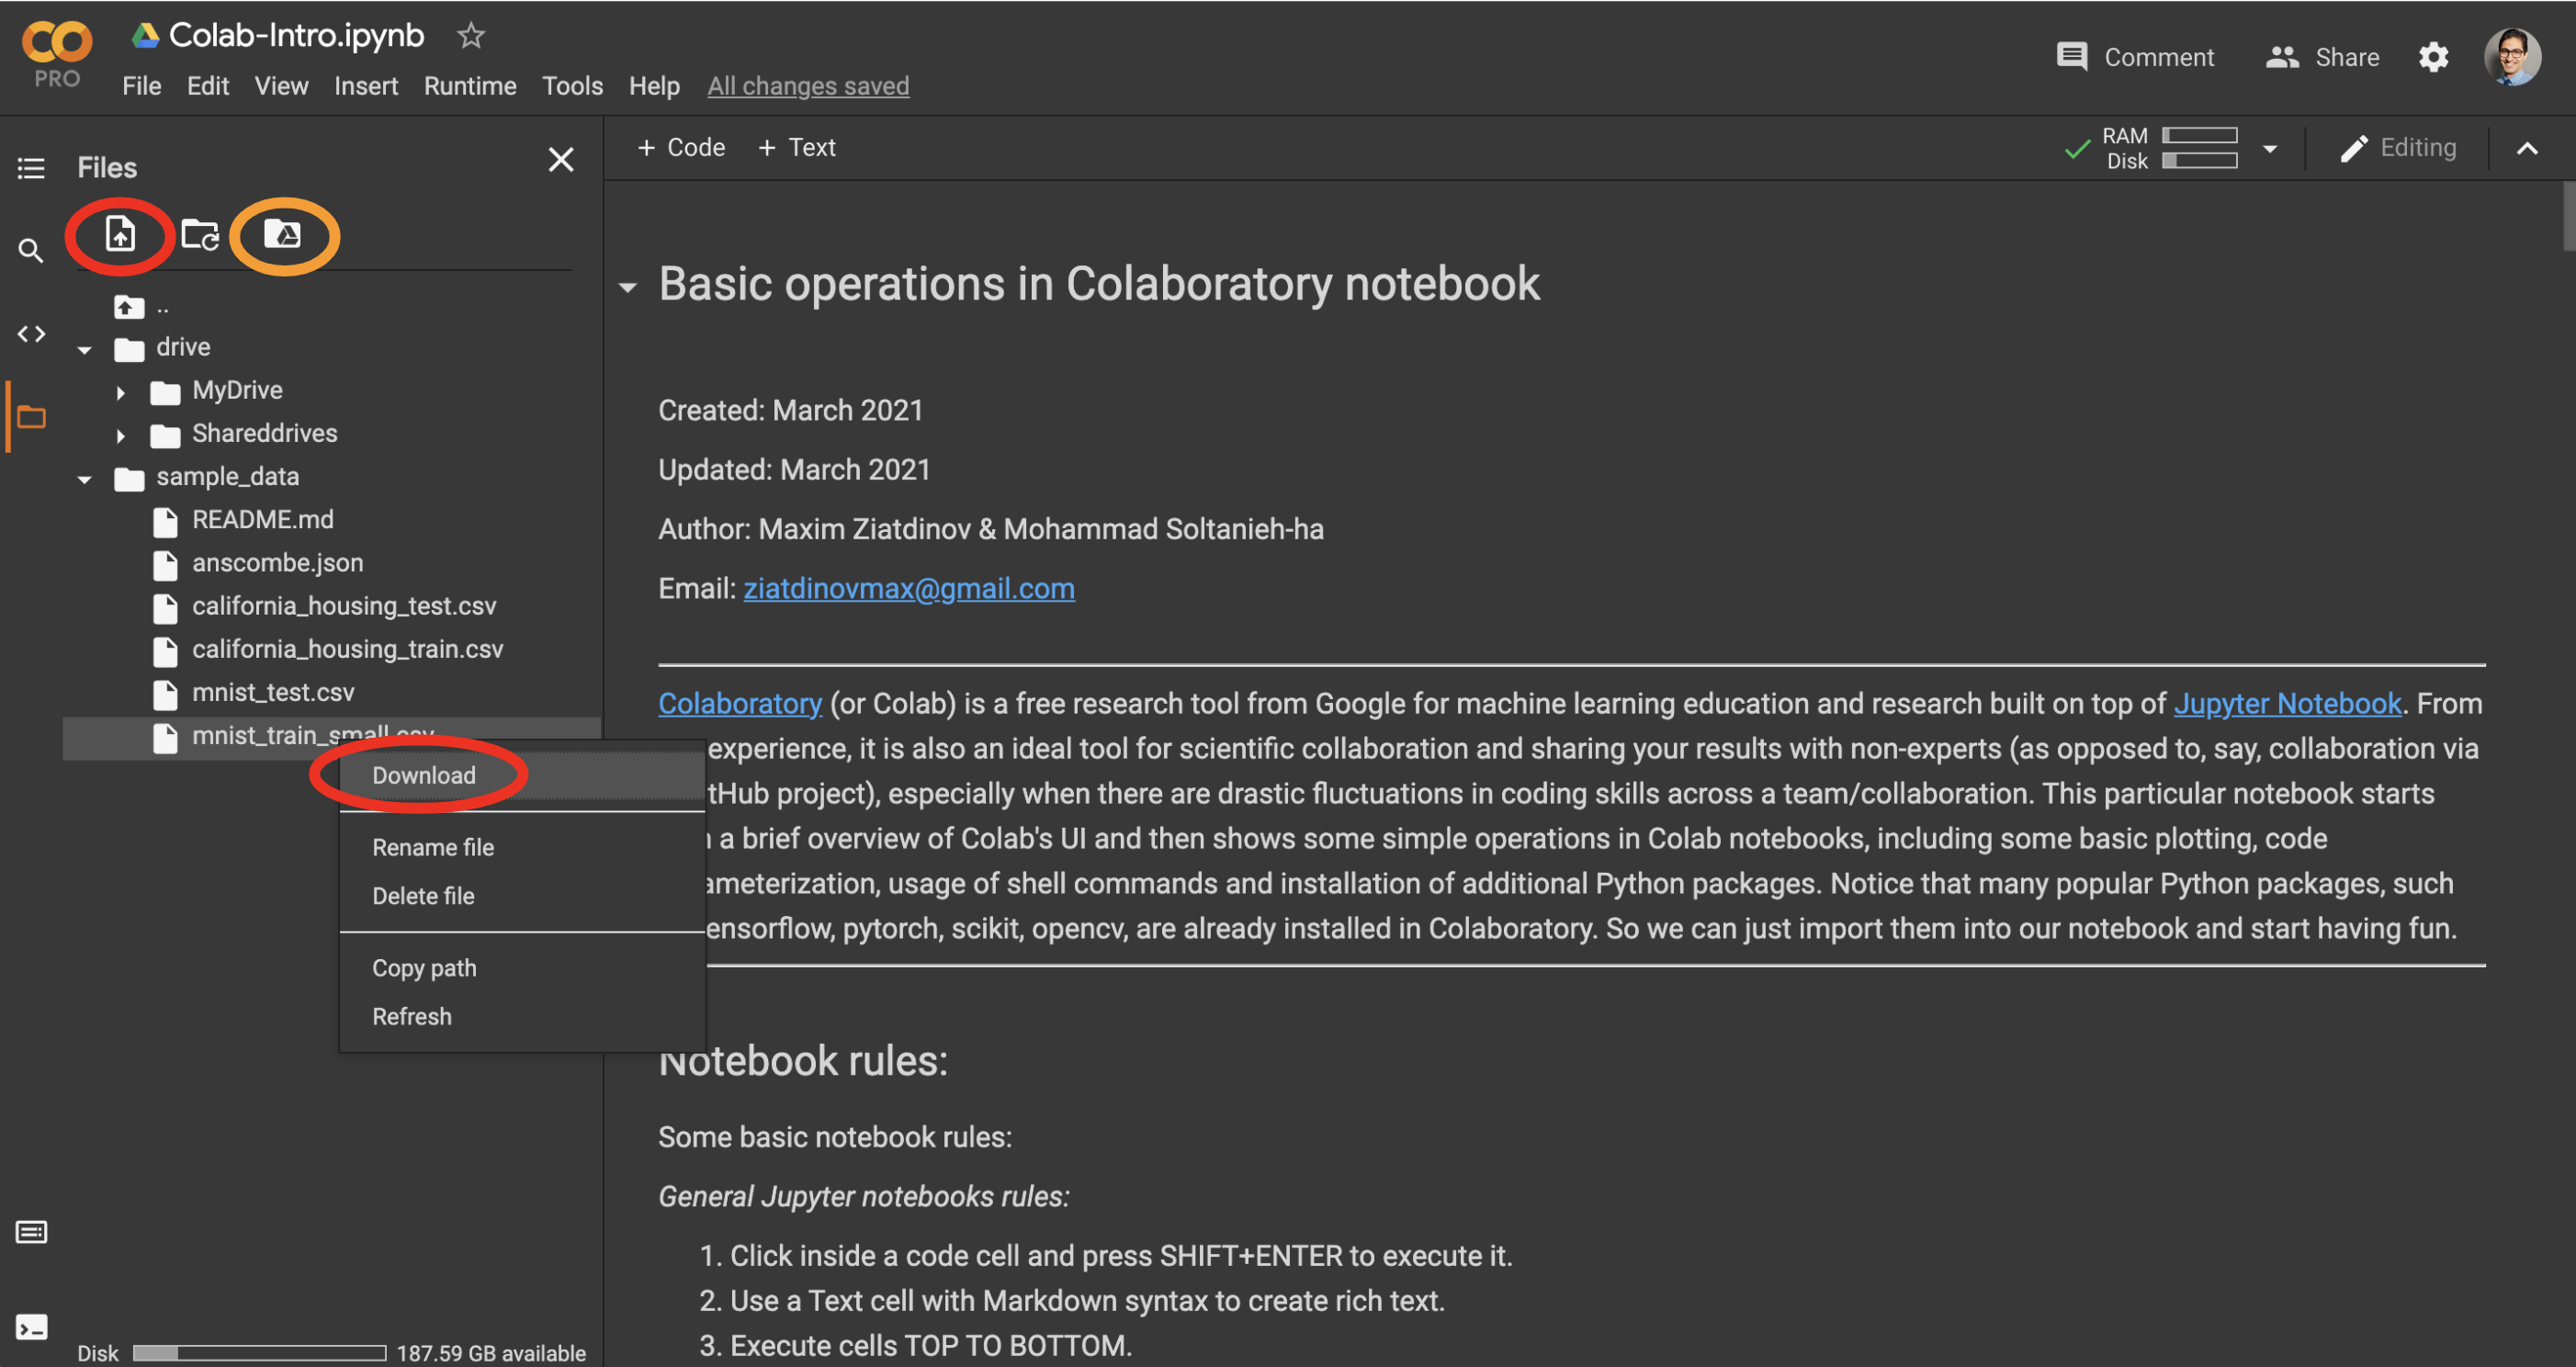 Colab-Intro.ipynb
PRO
File Edit View Insert Runtime Tools Help All changes saved
Comment
Share
Files
+ Code + Text
RAM
Disk
Editing
..
drive
MyDrive
Shareddrives
sample_data
README.md
anscombe.json
california_housing_test.csv
california_housing_train.csv
mnist_test.csv
mnist_train_small.csv
Download
Rename file
Delete file
Copy path
Refresh
Disk 187.59 GB available
Basic operations in Colaboratory notebook
Created: March 2021
Updated: March 2021
Author: Maxim Ziatdinov & Mohammad Soltanieh-ha
Email: ziatdinovmax@gmail.com
Colaboratory (or Colab) is a free research tool from Google for machine learning education and research built on top of Jupyter Notebook. From
experience, it is also an ideal tool for scientific collaboration and sharing your results with non-experts (as opposed to, say, collaboration via
tHub project), especially when there are drastic fluctuations in coding skills across a team/collaboration. This particular notebook starts
a brief overview of Colab's UI and then shows some simple operations in Colab notebooks, including some basic plotting, code
ameterization, usage of shell commands and installation of additional Python packages. Notice that many popular Python packages, such
ensorflow, pytorch, scikit, opencv, are already installed in Colaboratory. So we can just import them into our notebook and start having fun.
Notebook rules:
Some basic notebook rules:
General Jupyter notebooks rules:
1. Click inside a code cell and press SHIFT+ENTER to execute it.
2. Use a Text cell with Markdown syntax to create rich text.
3. Execute cells TOP TO BOTTOM.